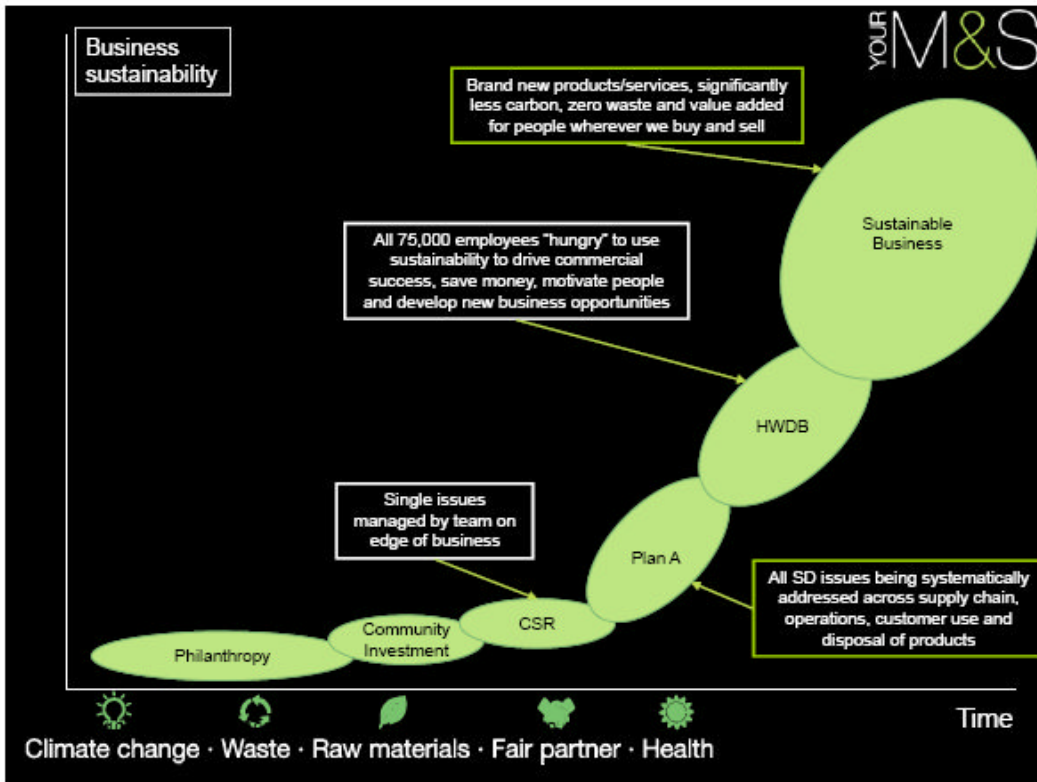 Business
sustainability
YOUR
M&S
Brand new products/services, significantly
less carbon, zero waste and value added
for people wherever we buy and sell
Sustainable
Business
All 75,000 employees "hungry" to use
sustainability to drive commercial
success, save money, motivate people
and develop new business opportunities
HWDB
Single issues
managed by team on
edge of business
Plan A
All SD issues being systematically
addressed across supply chain,
operations, customer use and
disposal of products
CSR
Community
Investment
Philanthropy
Time
Climate change · Waste · Raw materials · Fair partner · Health